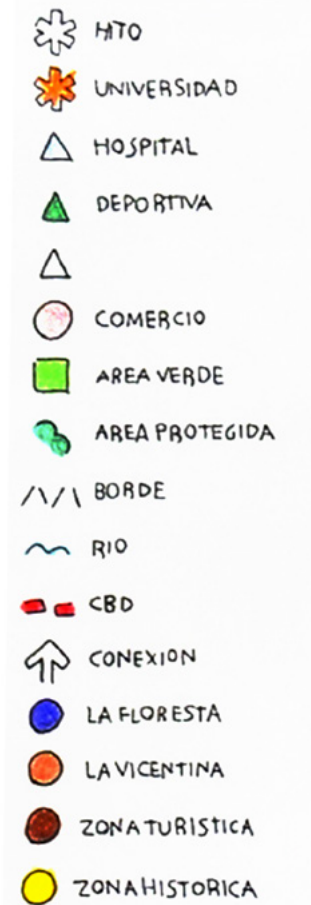 HITO
UNIVERSIDAD
HOSPITAL
DEPORTIVA
COMERCIO
AREA VERDE
AREA PROTEGIDA
BORDE
RIO
CBD
CONEXION
LA FLORESTA
LA VICENTINA
ZONA TURISTICA
ZONA HISTORICA